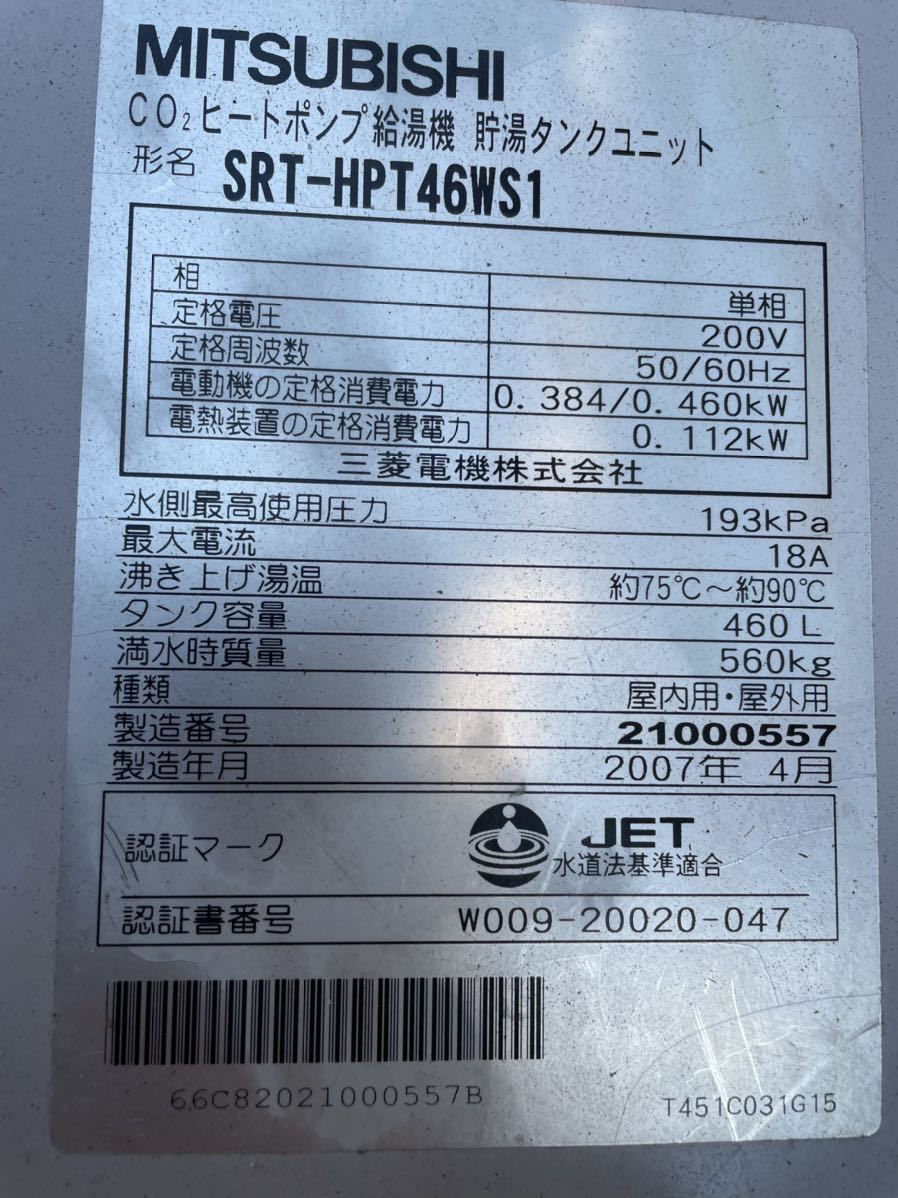 MITSUBISHI
CO₂ヒートポンプ給湯機 貯湯タンクユニット
形名 SRT-HPT46WS1
相 単相
定格電圧 200V
定格周波数 50/60Hz
電動機の定格消費電力 0.384/0.460kW
電熱装置の定格消費電力 0.112kW
三菱電機株式会社
水側最高使用圧力 193kPa
最大電流 18A
沸き上げ湯温 約75℃～約90℃
タンク容量 460L
満水時質量 560kg
種類 屋内用・屋外用
製造番号 21000557
製造年月 2007年 4月
認証マーク JET
水道法基準適合
認証書番号 W009-20020-047
66C82021000557B
T451C031G15